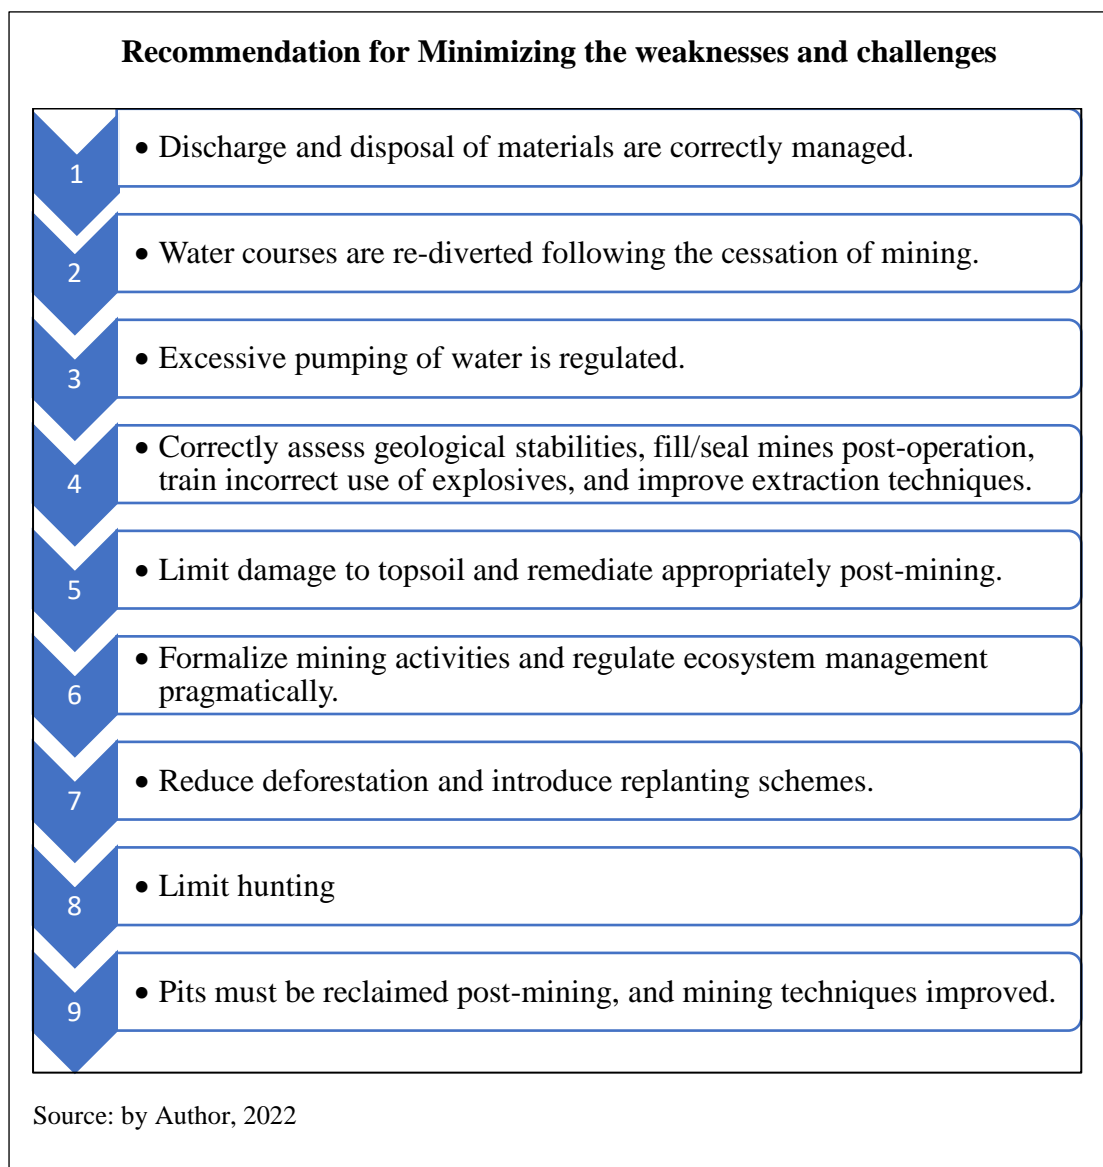 Recommendation for Minimizing the weaknesses and challenges
1
• Discharge and disposal of materials are correctly managed.
2
• Water courses are re-diverted following the cessation of mining.
3
• Excessive pumping of water is regulated.
4
• Correctly assess geological stabilities, fill/seal mines post-operation,
train incorrect use of explosives, and improve extraction techniques.
5
• Limit damage to topsoil and remediate appropriately post-mining.
6
• Formalize mining activities and regulate ecosystem management
pragmatically.
7
• Reduce deforestation and introduce replanting schemes.
8
• Limit hunting
9
• Pits must be reclaimed post-mining, and mining techniques improved.
Source: by Author, 2022